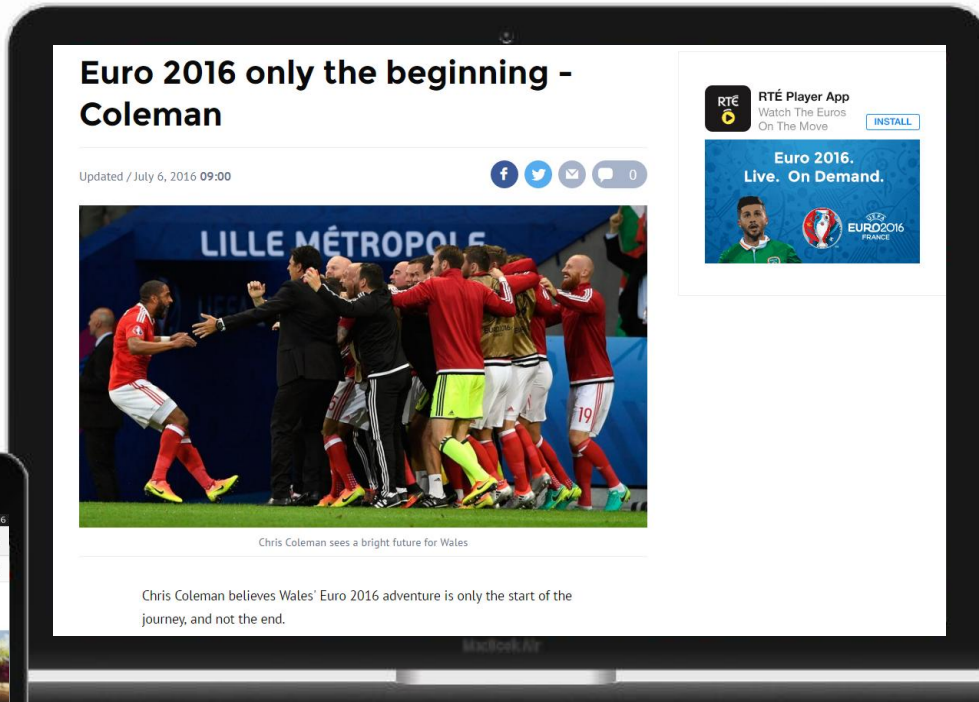 Euro 2016 only the beginning -
Coleman
Updated / July 6, 2016 09:00
0
LILLE MÉTROPOLE
19
Chris Coleman sees a bright future for Wales
Chris Coleman believes Wales' Euro 2016 adventure is only the start of the
journey, and not the end.
RTÉ
RTÉ Player App
Watch The Euros
On The Move
INSTALL
Euro 2016.
Live. On Demand.
UEFA
EURO2016
FRANCE
MacBook Air